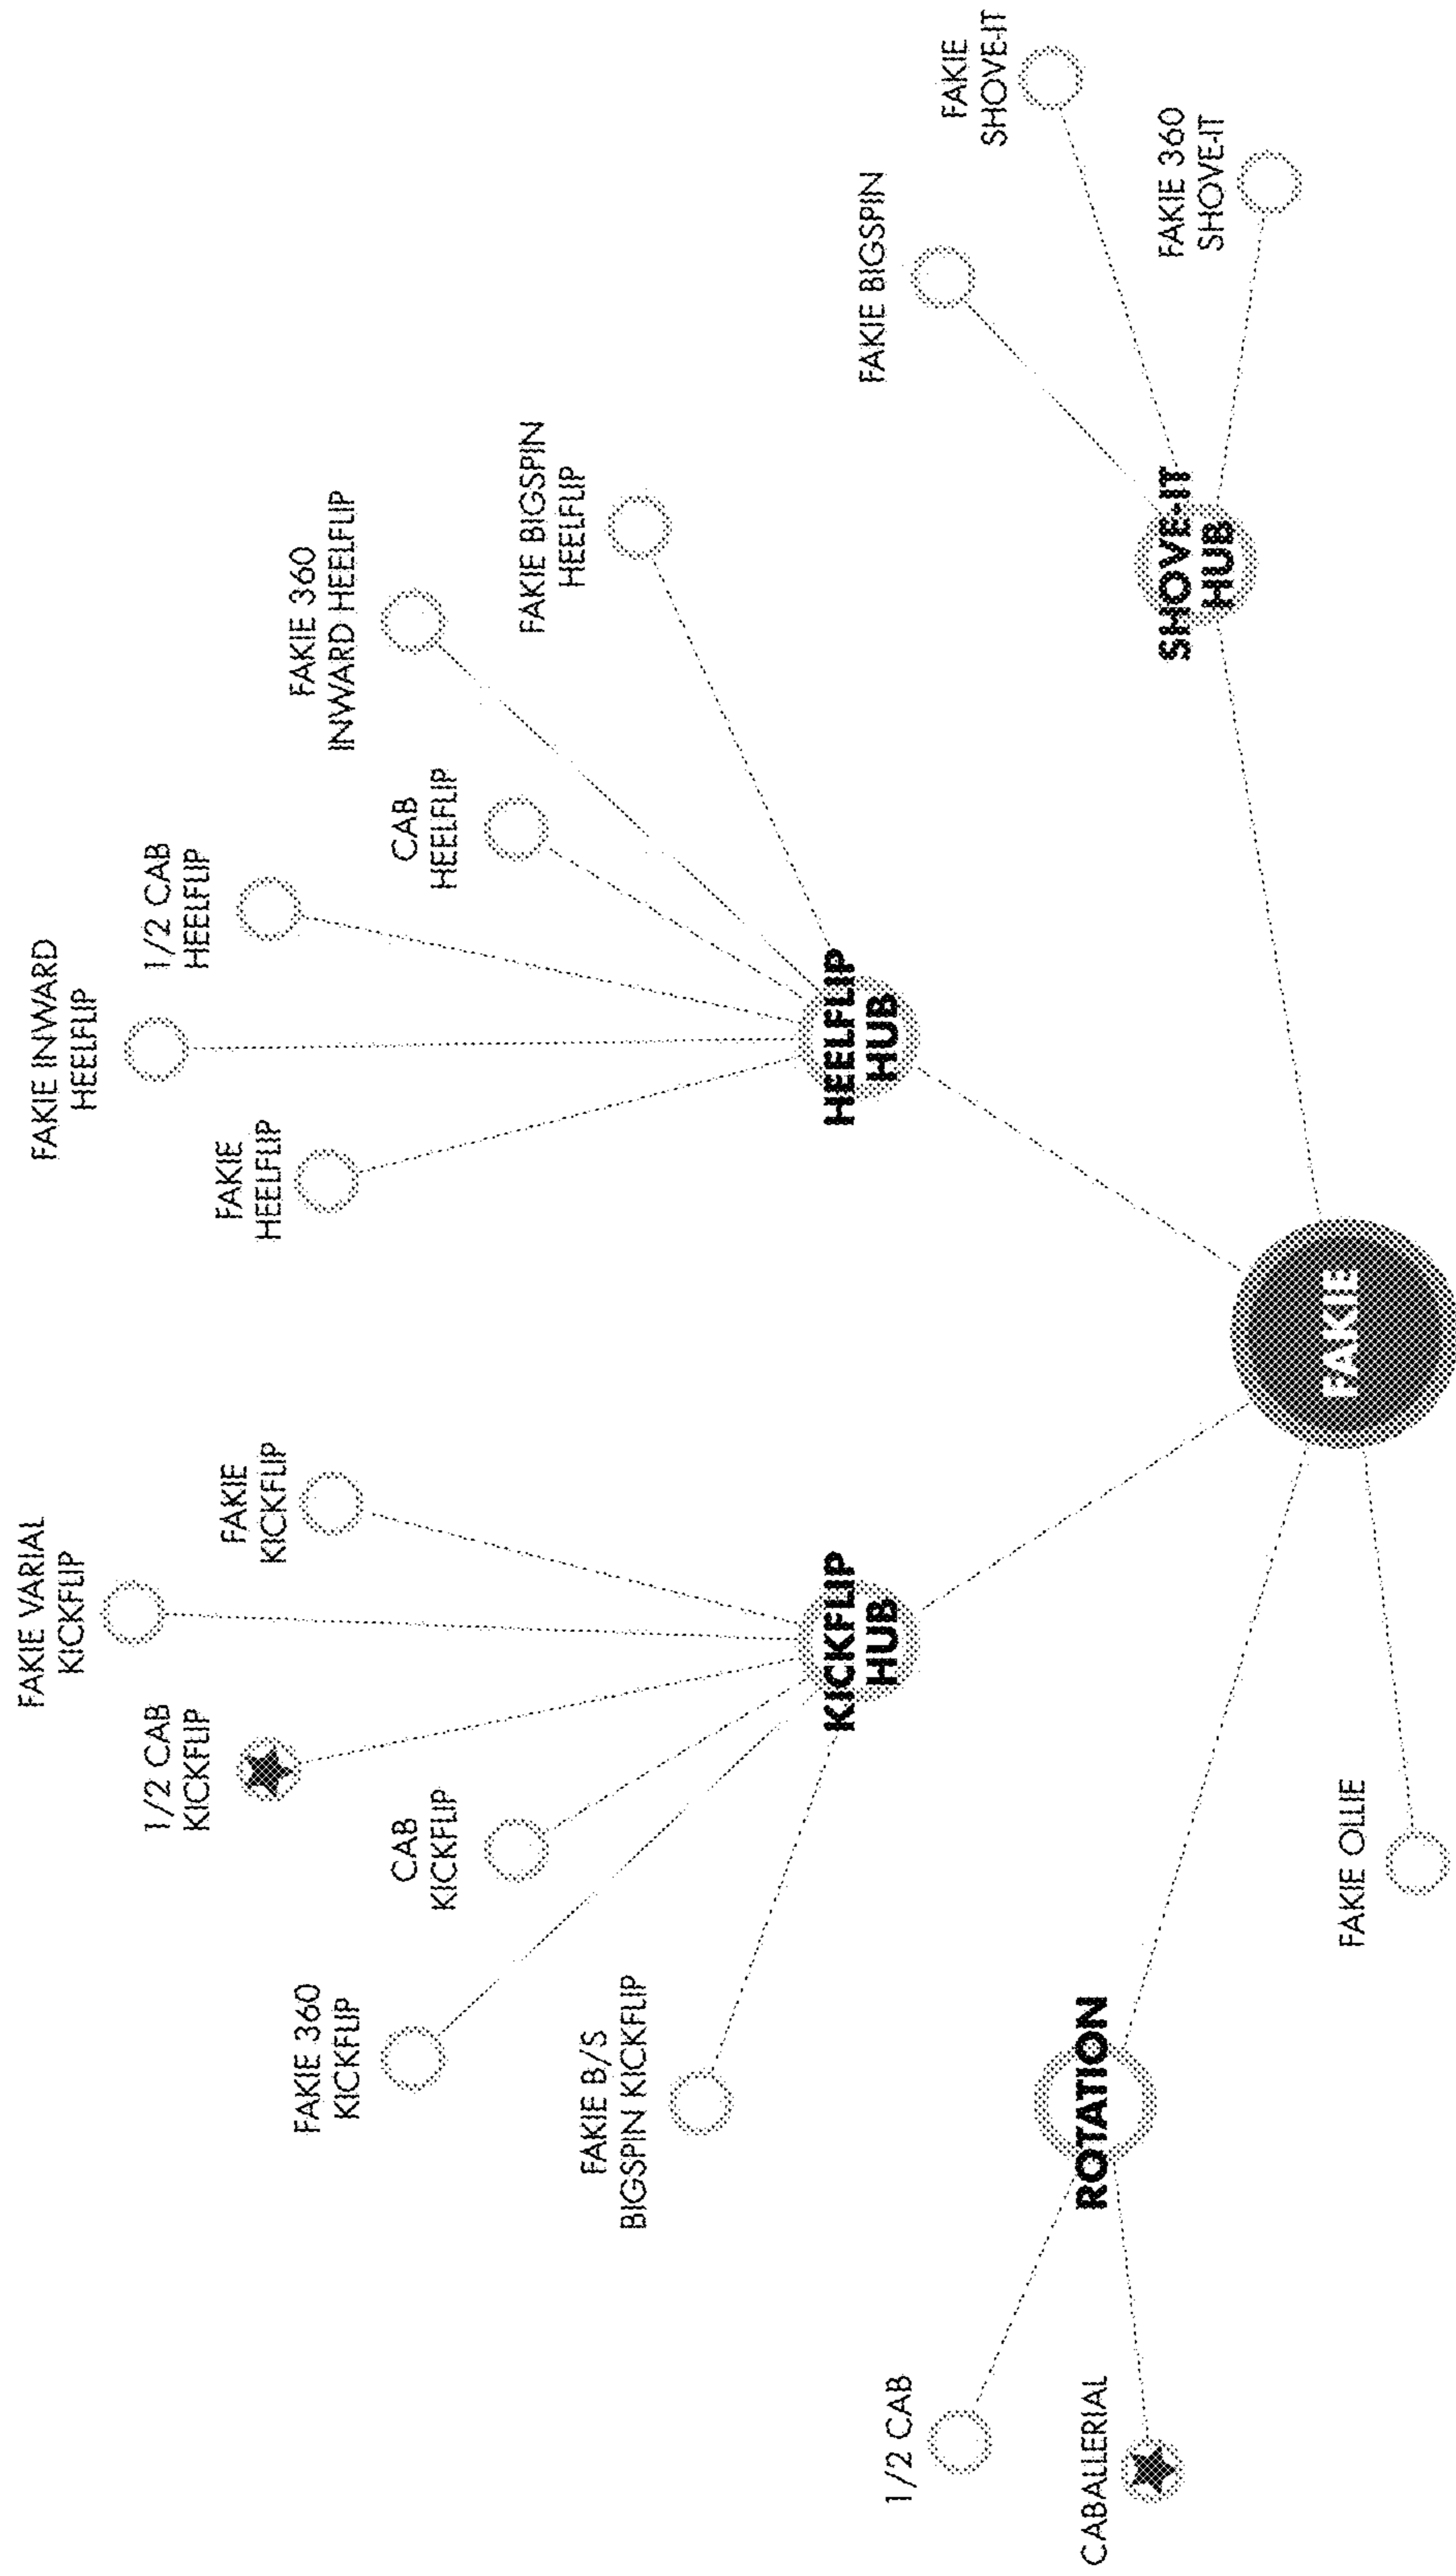 FAKIE VARIAL
KICKFLIP
FAKIE INWARD
HEELFLIP
1/2 CAB
KICKFLIP
FAKIE
KICKFLIP
FAKIE
HEELFLIP
1/2 CAB
HEELFLIP
FAKIE 360
KICKFLIP
CAB
KICKFLIP
CAB
HEELFLIP
FAKIE 360
INWARD HEELFLIP
FAKIE B/S
BIGSPIN KICKFLIP
FAKIE BIGSPIN
HEELFLIP
KICKFLIP
HUB
HEELFLIP
HUB
1/2 CAB
FAKIE BIGSPIN
FAKIE
SHOVE-IT
CABALLERIAL
ROTATION
SHOVE-IT
HUB
FAKIE 360
SHOVE-IT
FAKIE OLLIE
FAKIE